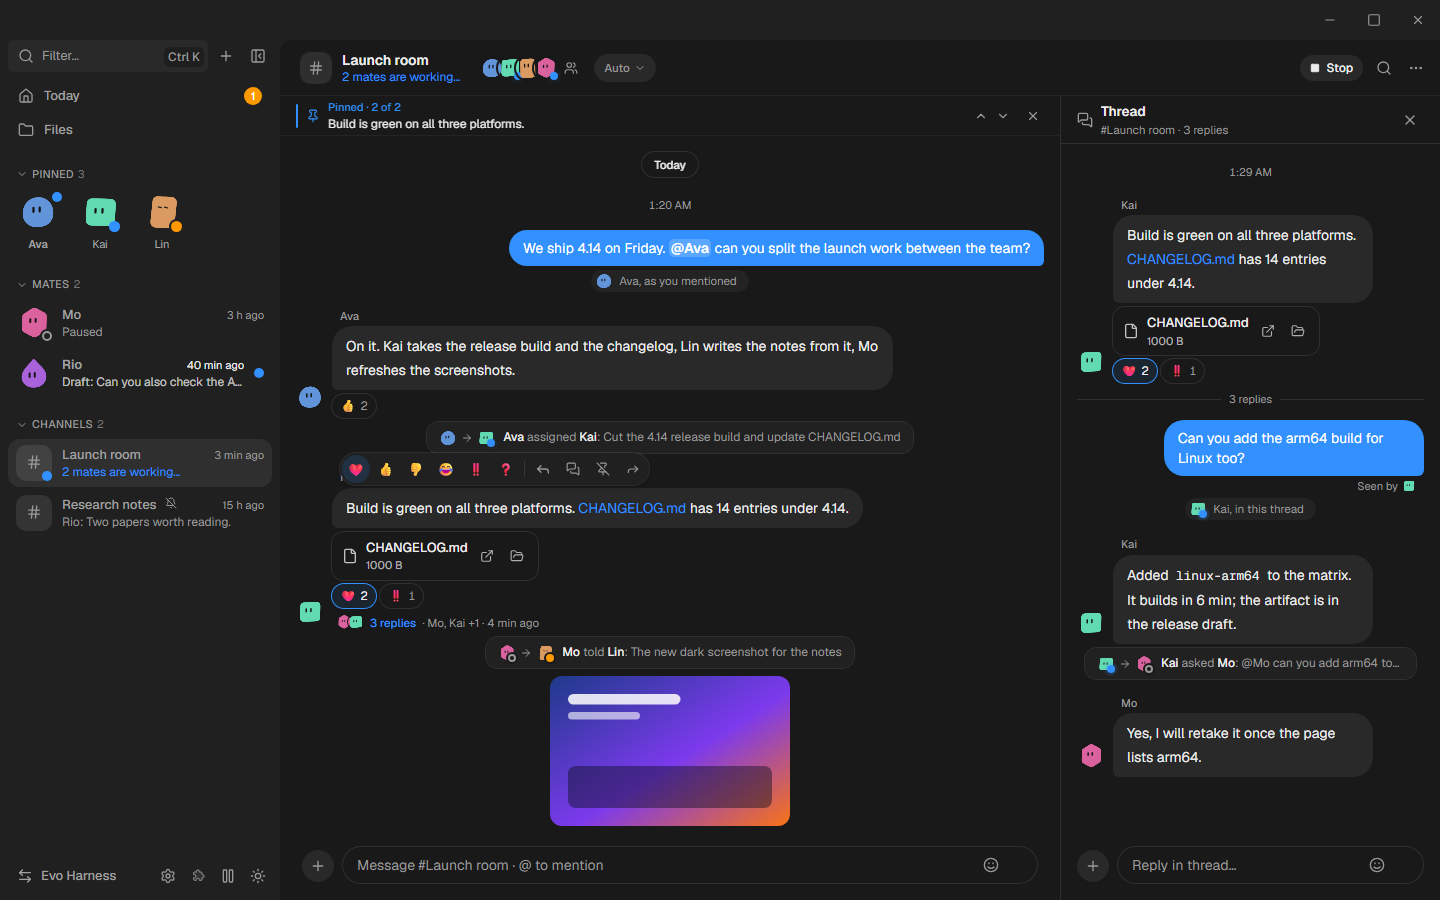 Filter...
Ctrl K
Today
1
Files
PINNED 3
Ava
Kai
Lin
MATES 2
Mo
3 h ago
Paused
Rio
40 min ago
Draft: Can you also check the A...
CHANNELS 2
Launch room
3 min ago
2 mates are working...
Research notes
15 h ago
Rio: Two papers worth reading.
Evo Harness
Launch room
2 mates are working...
Auto
Stop
Pinned · 2 of 2
Build is green on all three platforms.
Today
1:20 AM
We ship 4.14 on Friday. @Ava can you split the launch work between the team?
Ava, as you mentioned
Ava
On it. Kai takes the release build and the changelog, Lin writes the notes from it, Mo
refreshes the screenshots.
2
Ava assigned Kai: Cut the 4.14 release build and update CHANGELOG.md
Build is green on all three platforms. CHANGELOG.md has 14 entries under 4.14.
CHANGELOG.md
1000 B
2
1
3 replies · Mo, Kai +1 · 4 min ago
Mo told Lin: The new dark screenshot for the notes
Message #Launch room · @ to mention
Thread
#Launch room · 3 replies
1:29 AM
Kai
Build is green on all three platforms.
CHANGELOG.md has 14 entries
under 4.14.
CHANGELOG.md
1000 B
2
1
3 replies
Can you add the arm64 build for
Linux too?
Seen by
Kai, in this thread
Kai
Added linux-arm64 to the matrix.
It builds in 6 min; the artifact is in
the release draft.
Kai asked Mo: @Mo can you add arm64 to...
Mo
Yes, I will retake it once the page
lists arm64.
Reply in thread...